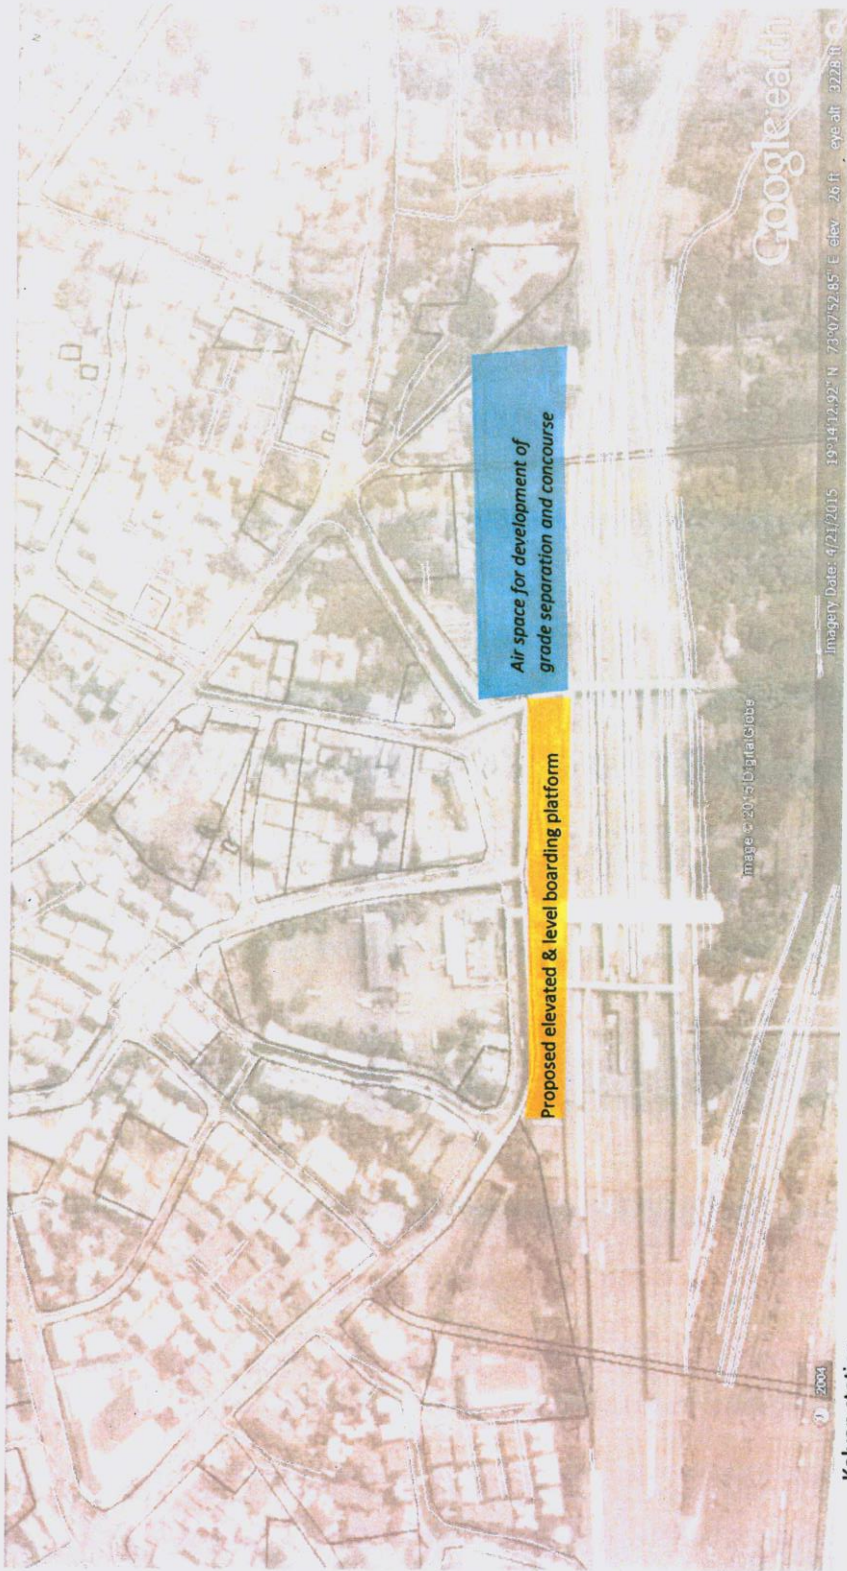 N
Air space for development of
grade separation and concourse
Proposed elevated & level boarding platform
Google earth
Image © 2015 DigitalGlobe
2004
Imagery Date: 4/21/2015 19°14'12.92" N 73°07'52.85" E elev 26 ft eye alt 3228 ft